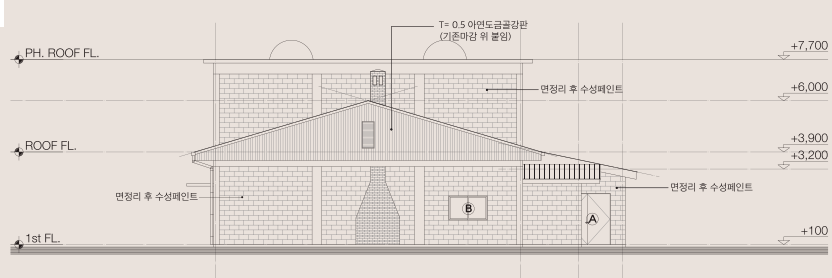 T= 0.5 아연도금골강판
(기존마감 위 붙임)
PH. ROOF FL.
+7,700
+6,000
면정리 후 수성페인트
ROOF FL.
+3,900
+3,200
면정리 후 수성페인트
면정리 후 수성페인트
B
A
1st FL.
+100